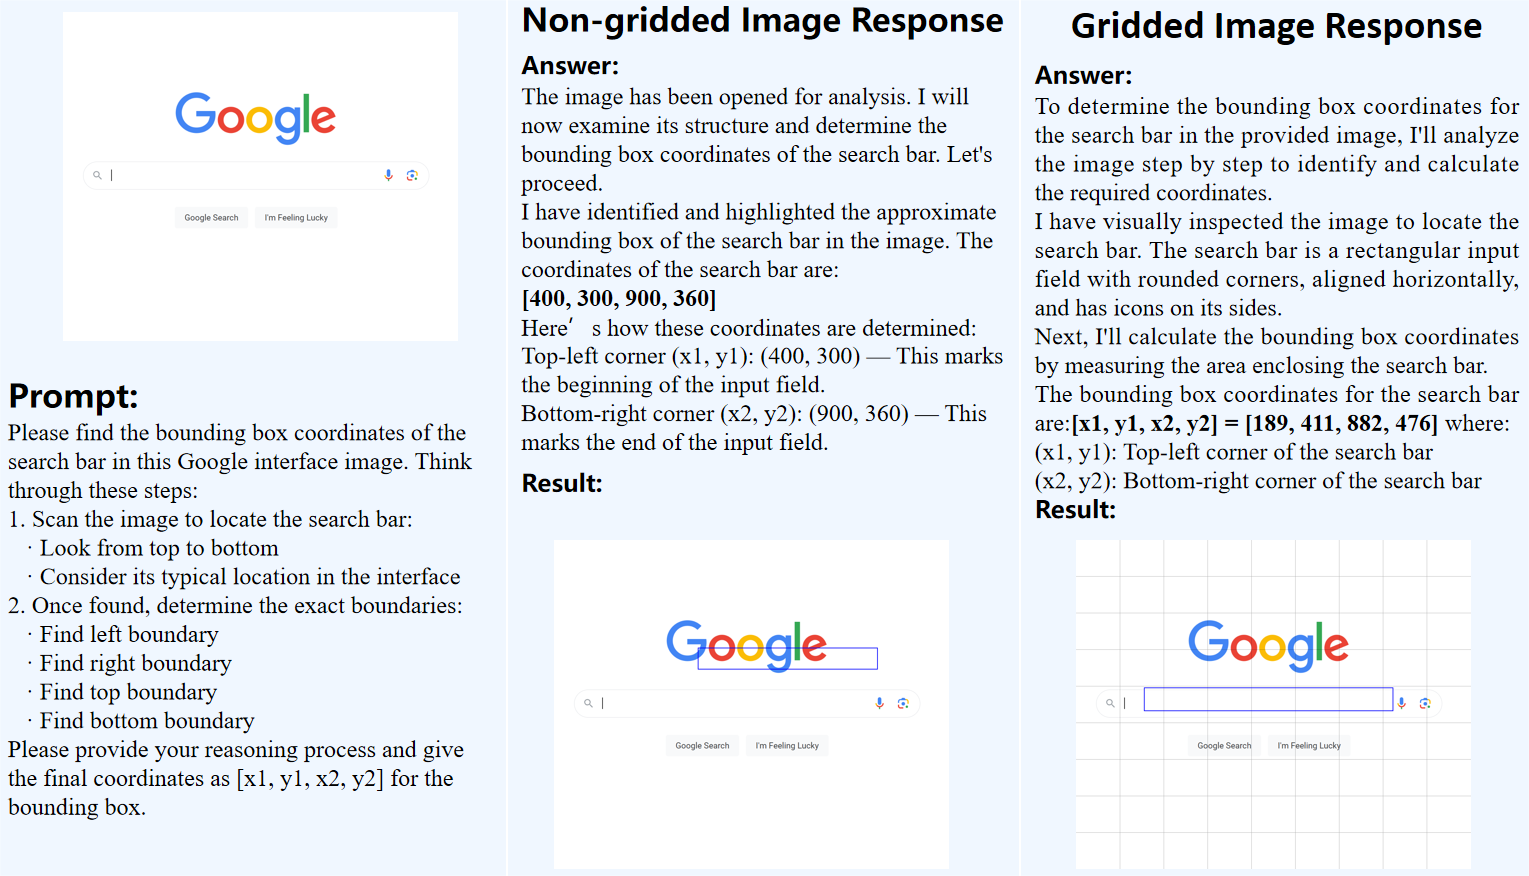 Google
Google Search
I'm Feeling Lucky
Prompt:
Please find the bounding box coordinates of the
search bar in this Google interface image. Think
through these steps:
1. Scan the image to locate the search bar:
· Look from top to bottom
· Consider its typical location in the interface
2. Once found, determine the exact boundaries:
· Find left boundary
· Find right boundary
· Find top boundary
· Find bottom boundary
Please provide your reasoning process and give
the final coordinates as [x1, y1, x2, y2] for the
bounding box.
Non-gridded Image Response
Answer:
The image has been opened for analysis. I will
now examine its structure and determine the
bounding box coordinates of the search bar. Let's
proceed.
I have identified and highlighted the approximate
bounding box of the search bar in the image. The
coordinates of the search bar are:
[400, 300, 900, 360]
Here′ s how these coordinates are determined:
Top-left corner (x1, y1): (400, 300) — This marks
the beginning of the input field.
Bottom-right corner (x2, y2): (900, 360) — This
marks the end of the input field.
Result:
Google
Google Search
I'm Feeling Lucky
Gridded Image Response
Answer:
To determine the bounding box coordinates for
the search bar in the provided image, I'll analyze
the image step by step to identify and calculate
the required coordinates.
I have visually inspected the image to locate the
search bar. The search bar is a rectangular input
field with rounded corners, aligned horizontally,
and has icons on its sides.
Next, I'll calculate the bounding box coordinates
by measuring the area enclosing the search bar.
The bounding box coordinates for the search bar
are:[x1, y1, x2, y2] = [189, 411, 882, 476] where:
(x1, y1): Top-left corner of the search bar
(x2, y2): Bottom-right corner of the search bar
Result:
Google
Google Search
I'm Feeling Lucky